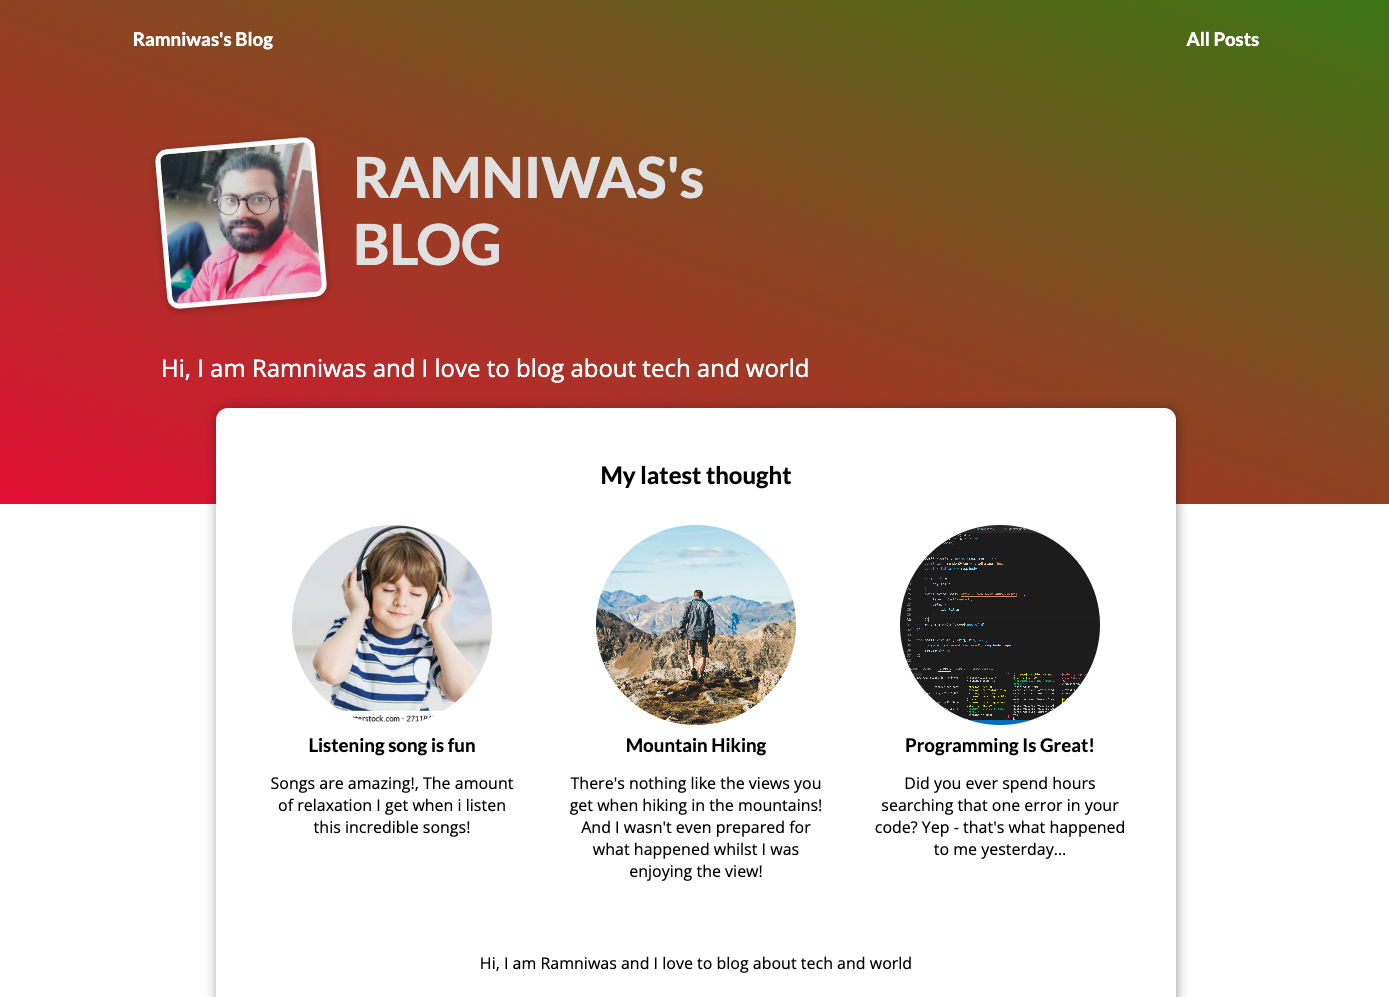 Ramniwas's Blog
All Posts
RAMNIWAS's
BLOG
Hi, I am Ramniwas and I love to blog about tech and world
My latest thought
Listening song is fun
Songs are amazing!, The amount
of relaxation I get when i listen
this incredible songs!
Mountain Hiking
There's nothing like the views you
get when hiking in the mountains!
And I wasn't even prepared for
what happened whilst I was
enjoying the view!
Programming Is Great!
Did you ever spend hours
searching that one error in your
code? Yep - that's what happened
to me yesterday...
Hi, I am Ramniwas and I love to blog about tech and world